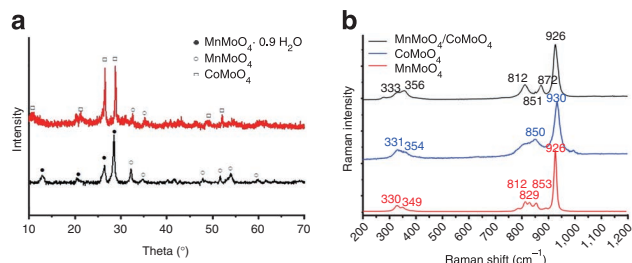 a
● MnMoO₄· 0.9 H₂O
○ MnMoO₄
□ CoMoO₄
Intensity
10 20 30 40 50 60 70
Theta (°)
b
MnMoO₄/CoMoO₄
CoMoO₄
MnMoO₄
926
333 356
812
851
872
930
331 354
850
926
330 349
812
829
853
Raman intensity
200 300 400 500 600 700 800 900 1,000 1,100 1,200
Raman shift (cm⁻¹)